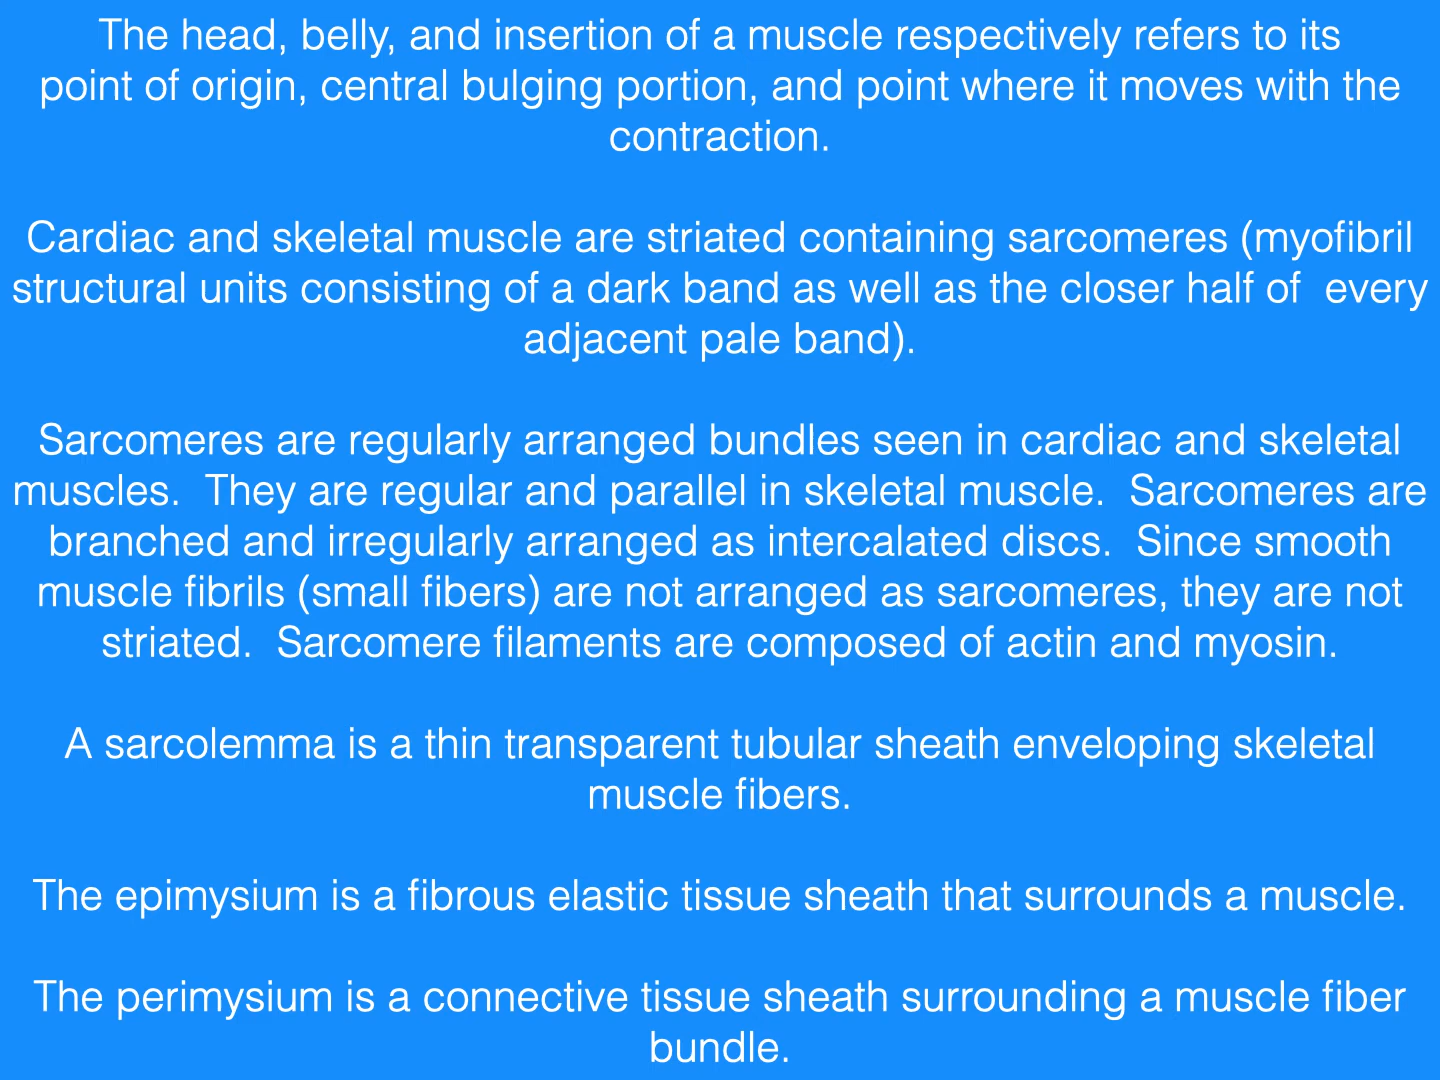 The head, belly, and insertion of a muscle respectively refers to its
point of origin, central bulging portion, and point where it moves with the
contraction.
Cardiac and skeletal muscle are striated containing sarcomeres (myofibril
structural units consisting of a dark band as well as the closer half of  every
adjacent pale band).
Sarcomeres are regularly arranged bundles seen in cardiac and skeletal
muscles.  They are regular and parallel in skeletal muscle.  Sarcomeres are
branched and irregularly arranged as intercalated discs.  Since smooth
muscle fibrils (small fibers) are not arranged as sarcomeres, they are not
striated.  Sarcomere filaments are composed of actin and myosin.
A sarcolemma is a thin transparent tubular sheath enveloping skeletal
muscle fibers.
The epimysium is a fibrous elastic tissue sheath that surrounds a muscle.
The perimysium is a connective tissue sheath surrounding a muscle fiber
bundle.